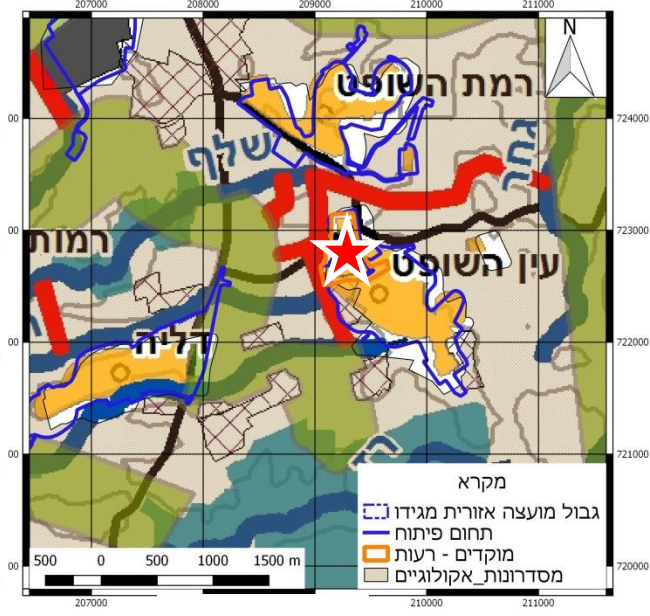 207000 208000 209000 210000 211000
N
רמת השופט
724000
שלף
גחר
723000
רמות
עין השופט
דליה
722000
721000
מקרא
גבול מועצה אזורית מגידו
תחום פיתוח
מוקדים - רעות
מסדרונות_אקולוגיים
500 0 500 1000 1500 m
720000
207000 208000 209000 210000 211000